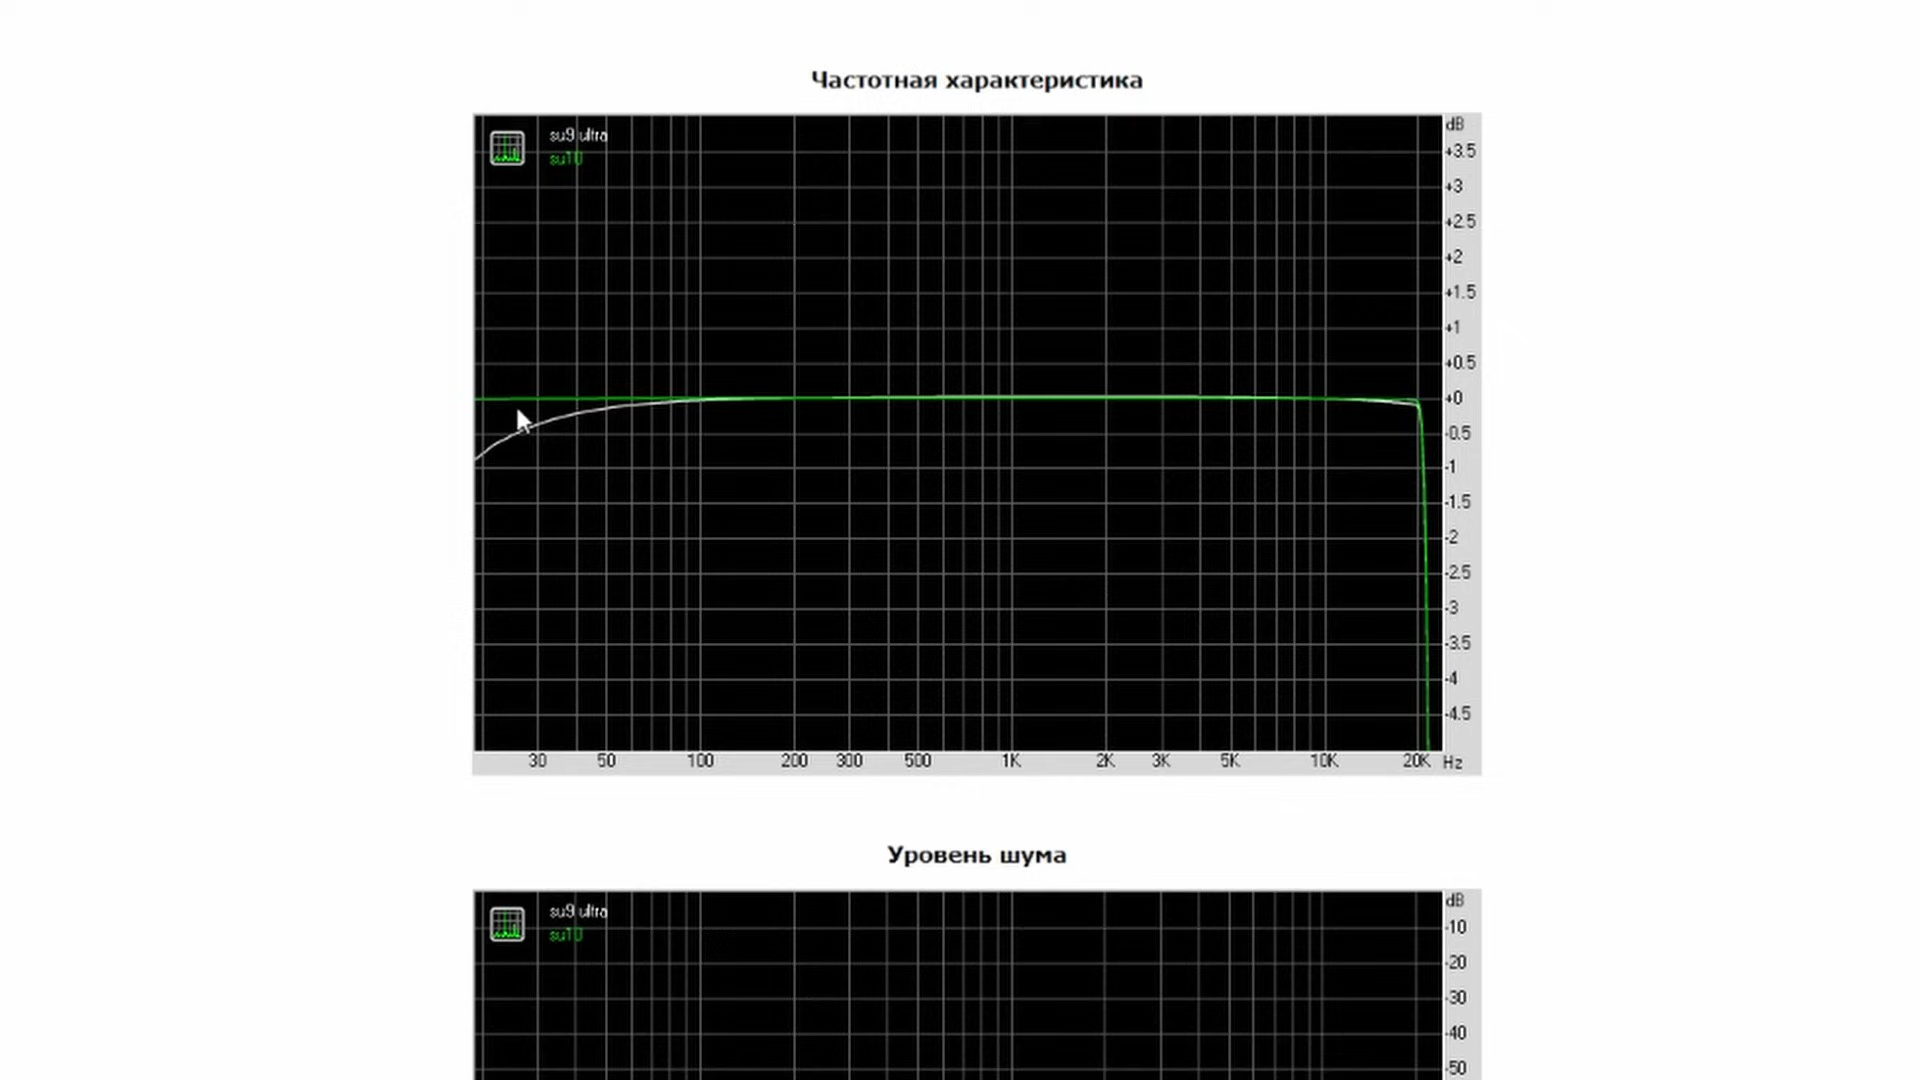 Частотная характеристика
su9 ultra
su10
dB
+3.5
+3
+2.5
+2
+1.5
+1
+0.5
+0
-0.5
-1
-1.5
-2
-2.5
-3
-3.5
-4
-4.5
30 50 100 200 300 500 1K 2K 3K 5K 10K 20K Hz
Уровень шума
su9 ultra
su10
dB
-10
-20
-30
-40
-50